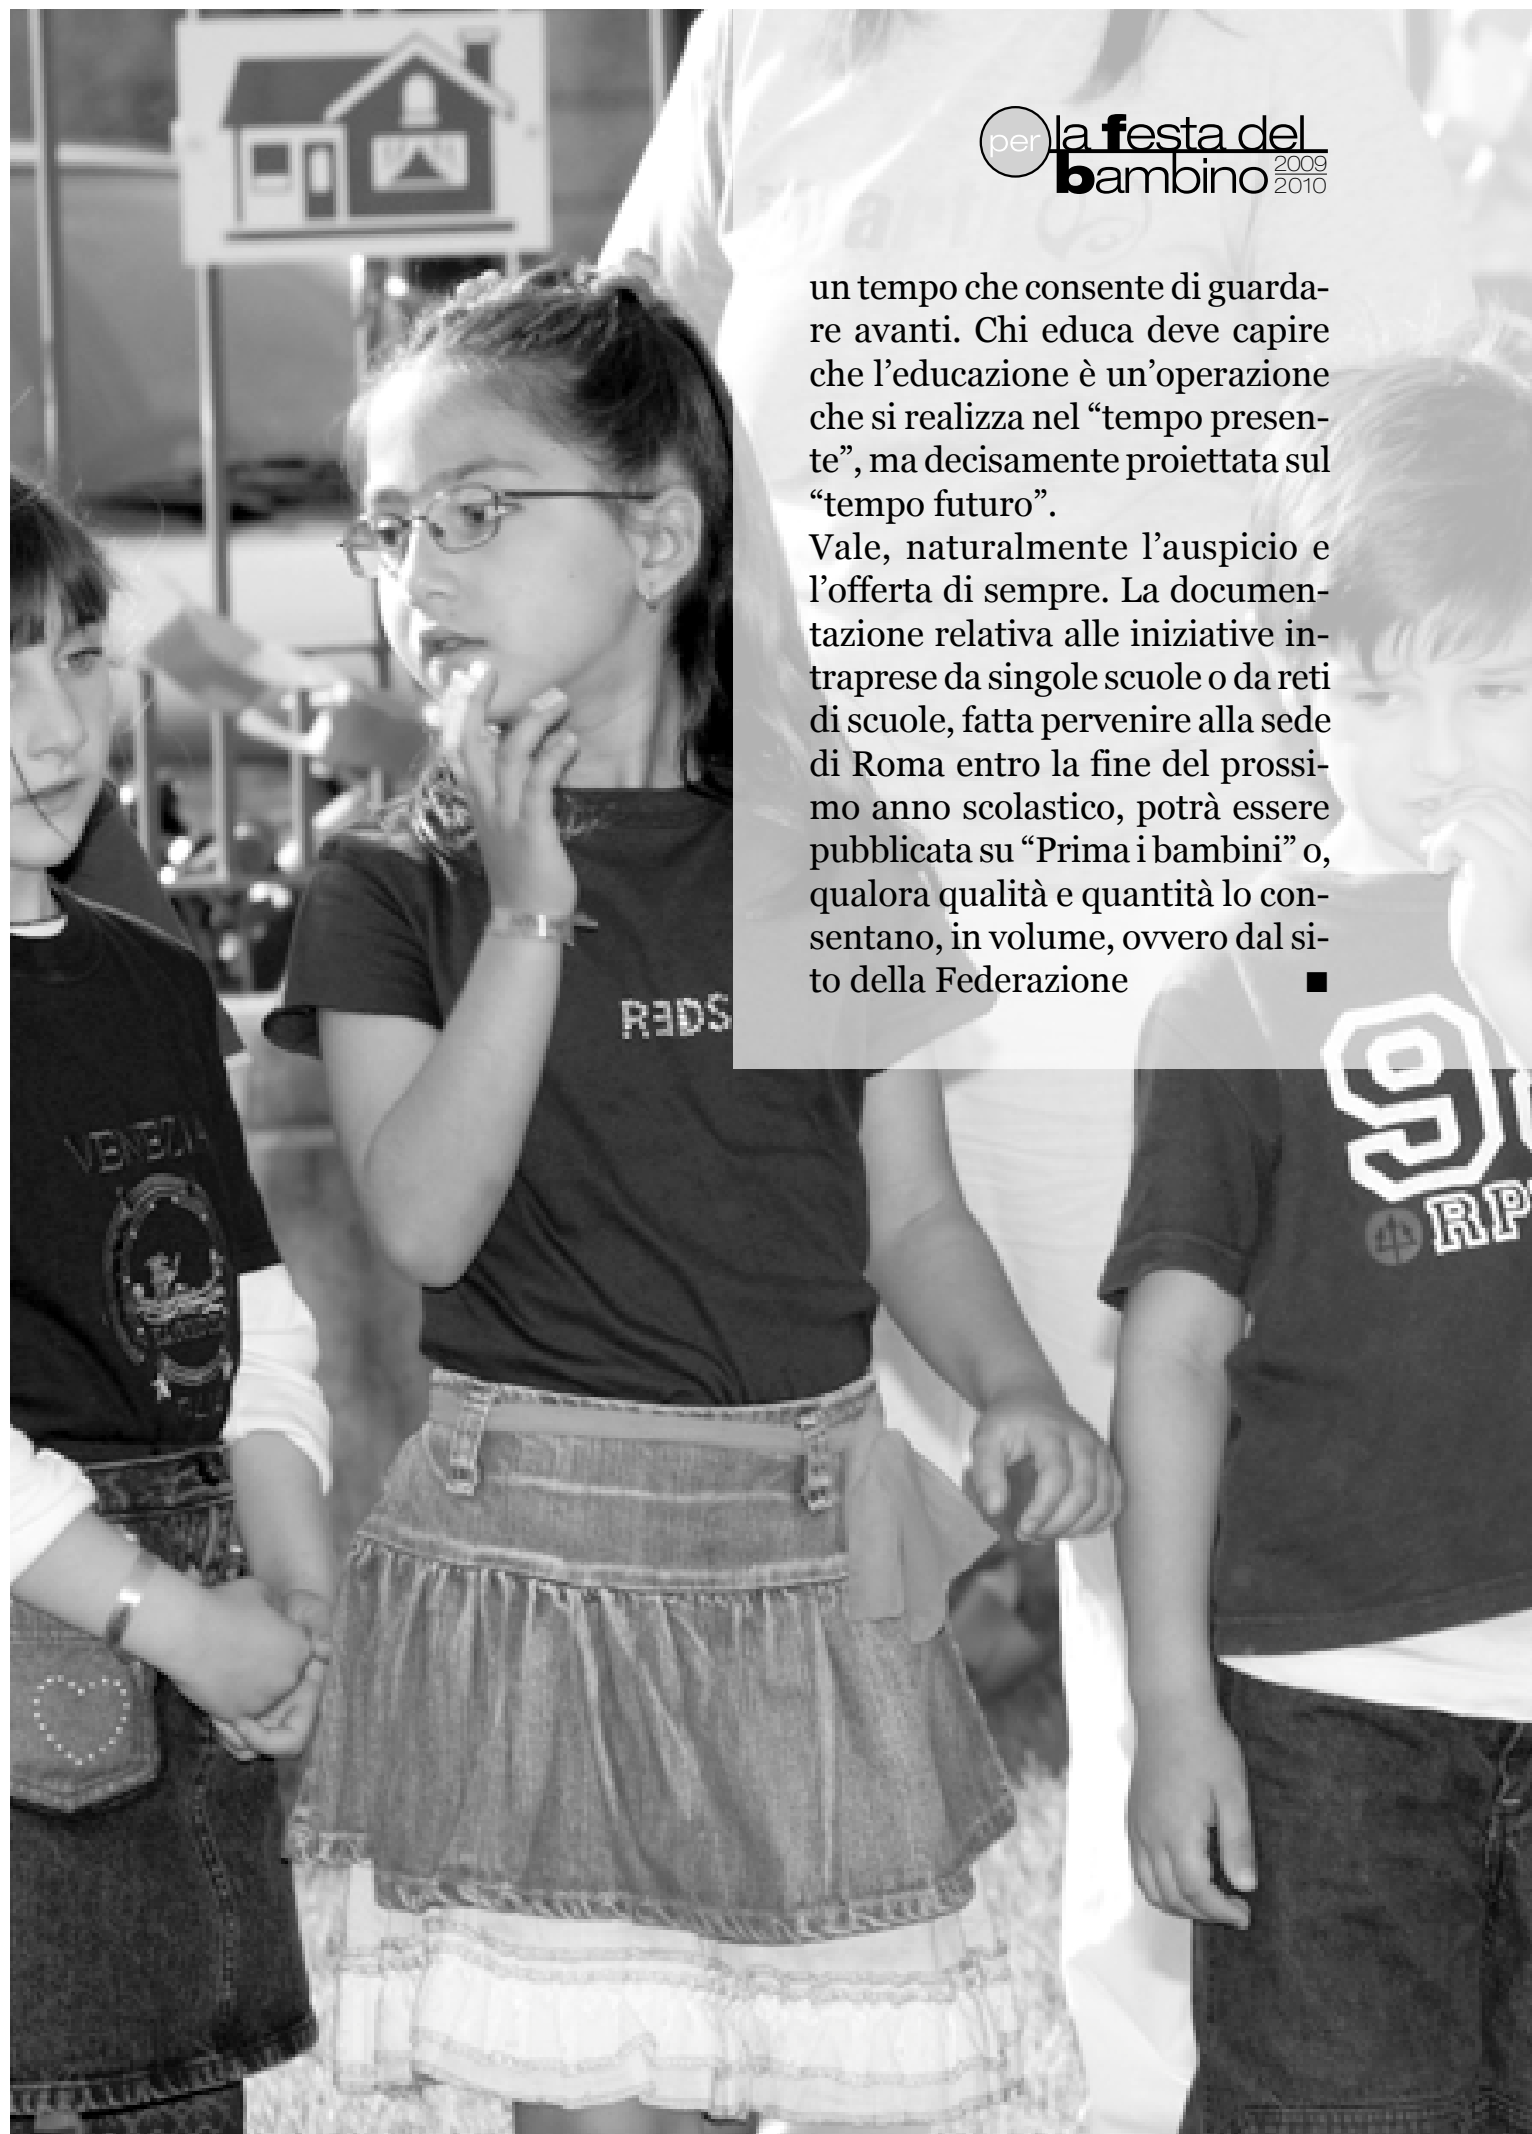 per la festa del
bambino 2009
2010
un tempo che consente di guarda-
re avanti. Chi educa deve capire
che l’educazione è un’operazione
che si realizza nel “tempo presen-
te”, ma decisamente proiettata sul
“tempo futuro”.
Vale, naturalmente l’auspicio e
l’offerta di sempre. La documen-
tazione relativa alle iniziative in-
traprese da singole scuole o da reti
di scuole, fatta pervenire alla sede
di Roma entro la fine del prossi-
mo anno scolastico, potrà essere
pubblicata su “Prima i bambini” o,
qualora qualità e quantità lo con-
sentano, in volume, ovvero dal si-
to della Federazione ■
REDS
VENEZIA
9
RP